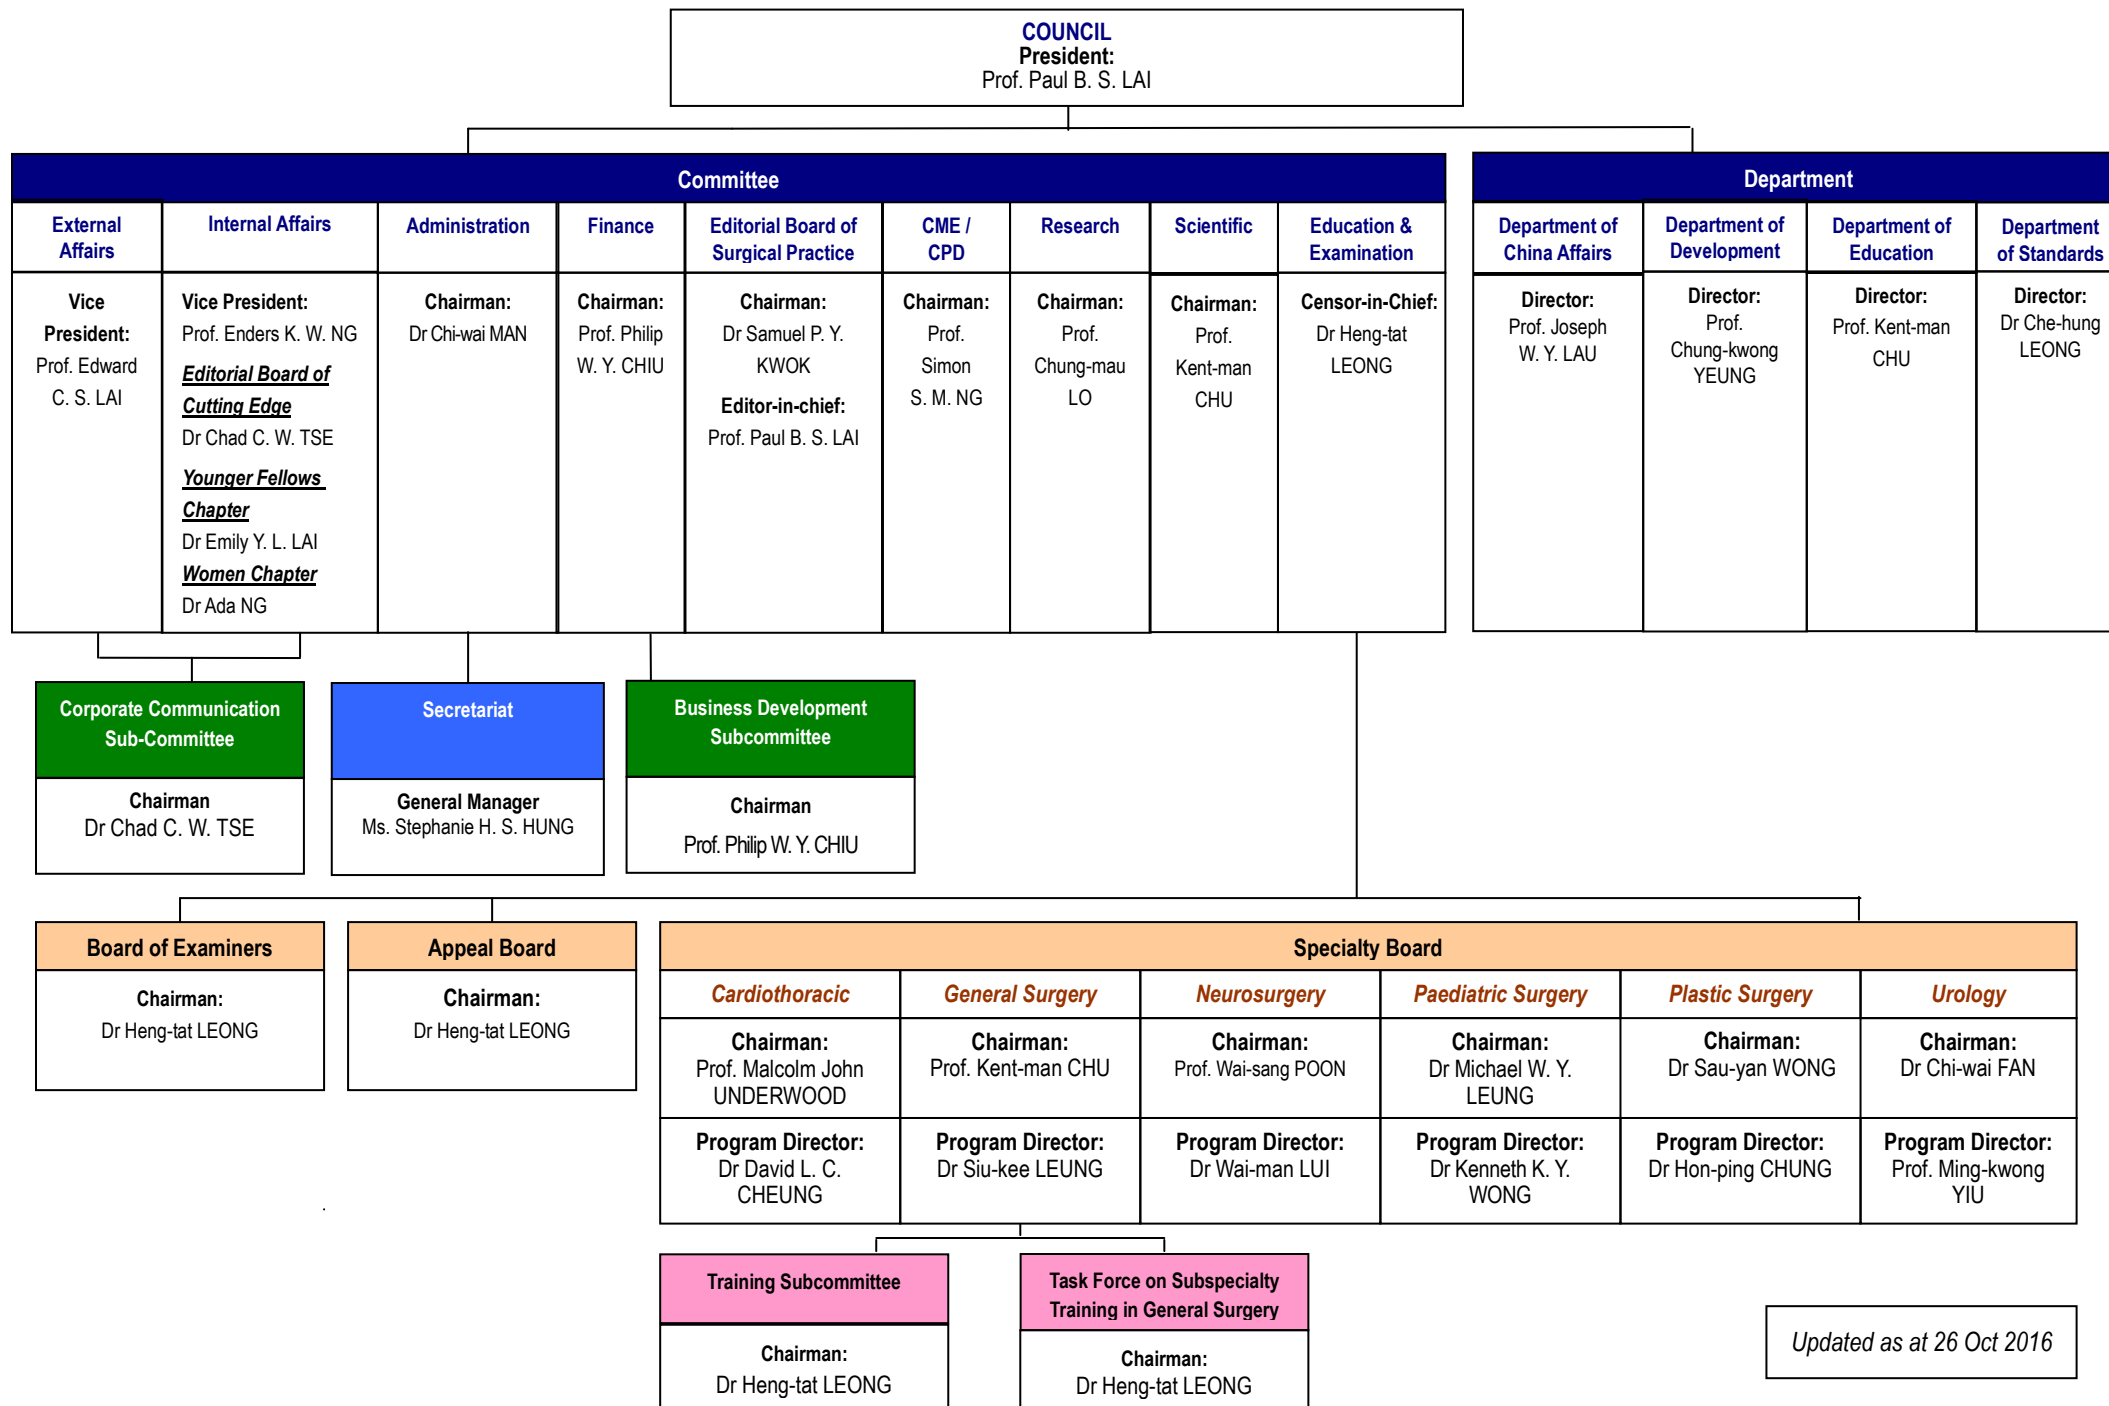 COUNCIL
President:
Prof. Paul B. S. LAI
Committee
External
Affairs
Vice
President:
Prof. Edward
C. S. LAI
Internal Affairs
Vice President:
Prof. Enders K. W. NG
Editorial Board of
Cutting Edge
Dr Chad C. W. TSE
Younger Fellows
Chapter
Dr Emily Y. L. LAI
Women Chapter
Dr Ada NG
Administration
Chairman:
Dr Chi-wai MAN
Finance
Chairman:
Prof. Philip
W. Y. CHIU
Editorial Board of
Surgical Practice
Chairman:
Dr Samuel P. Y.
KWOK
Editor-in-chief:
Prof. Paul B. S. LAI
CME /
CPD
Chairman:
Prof.
Simon
S. M. NG
Research
Chairman:
Prof.
Chung-mau
LO
Scientific
Chairman:
Prof.
Kent-man
CHU
Education &
Examination
Censor-in-Chief:
Dr Heng-tat
LEONG
Department
Department of
China Affairs
Director:
Prof. Joseph
W. Y. LAU
Department of
Development
Director:
Prof.
Chung-kwong
YEUNG
Department of
Education
Director:
Prof. Kent-man
CHU
Department
of Standards
Director:
Dr Che-hung
LEONG
Corporate Communication
Sub-Committee
Chairman
Dr Chad C. W. TSE
Secretariat
General Manager
Ms. Stephanie H. S. HUNG
Business Development
Subcommittee
Chairman
Prof. Philip W. Y. CHIU
Board of Examiners
Chairman:
Dr Heng-tat LEONG
Appeal Board
Chairman:
Dr Heng-tat LEONG
Specialty Board
Cardiothoracic
Chairman:
Prof. Malcolm John
UNDERWOOD
Program Director:
Dr David L. C.
CHEUNG
General Surgery
Chairman:
Prof. Kent-man CHU
Program Director:
Dr Siu-kee LEUNG
Neurosurgery
Chairman:
Prof. Wai-sang POON
Program Director:
Dr Wai-man LUI
Paediatric Surgery
Chairman:
Dr Michael W. Y.
LEUNG
Program Director:
Dr Kenneth K. Y.
WONG
Plastic Surgery
Chairman:
Dr Sau-yan WONG
Program Director:
Dr Hon-ping CHUNG
Urology
Chairman:
Dr Chi-wai FAN
Program Director:
Prof. Ming-kwong
YIU
Training Subcommittee
Chairman:
Dr Heng-tat LEONG
Task Force on Subspecialty
Training in General Surgery
Chairman:
Dr Heng-tat LEONG
Updated as at 26 Oct 2016